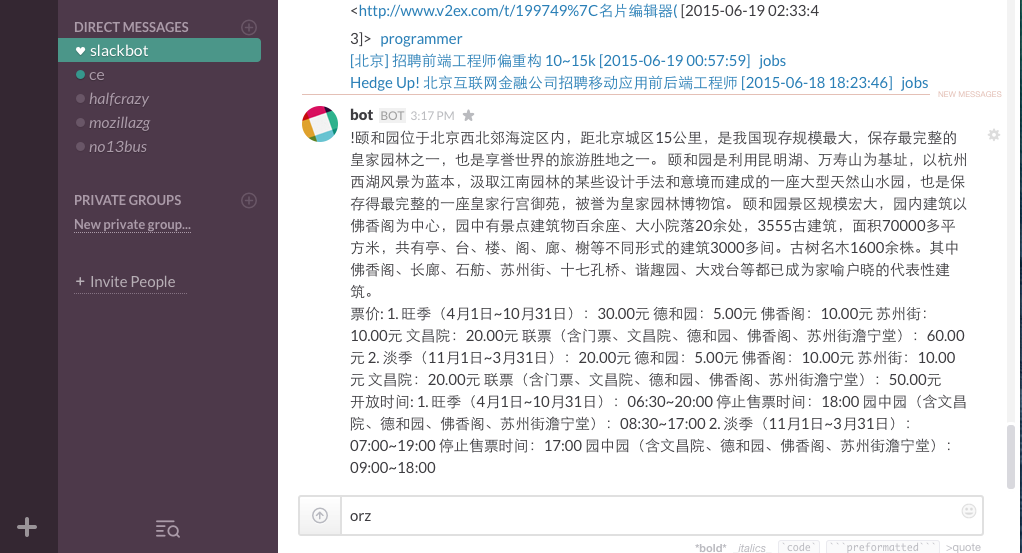 DIRECT MESSAGES
slackbot
ce
halfcrazy
mozillazg
no13bus
PRIVATE GROUPS
New private group...
+ Invite People
<http://www.v2ex.com/t/199749%7C名片编辑器( [2015-06-19 02:33:4
3]> programmer
[北京] 招聘前端工程师偏重构 10~15k [2015-06-19 00:57:59] jobs
Hedge Up! 北京互联网金融公司招聘移动应用前后端工程师 [2015-06-18 18:23:46] jobs
NEW MESSAGES
bot BOT 3:17 PM
!颐和园位于北京西北郊海淀区内，距北京城区15公里，是我国现存规模最大，保存最完整的
皇家园林之一，也是享誉世界的旅游胜地之一。 颐和园是利用昆明湖、万寿山为基址，以杭州
西湖风景为蓝本，汲取江南园林的某些设计手法和意境而建成的一座大型天然山水园，也是保
存得最完整的一座皇家行宫御苑，被誉为皇家园林博物馆。 颐和园景区规模宏大，园内建筑以
佛香阁为中心，园中有景点建筑物百余座、大小院落20余处，3555古建筑，面积70000多平
方米，共有亭、台、楼、阁、廊、榭等不同形式的建筑3000多间。古树名木1600余株。其中
佛香阁、长廊、石舫、苏州街、十七孔桥、谐趣园、大戏台等都已成为家喻户晓的代表性建
筑。
票价: 1. 旺季（4月1日~10月31日）：30.00元 德和园：5.00元 佛香阁：10.00元 苏州街：
10.00元 文昌院：20.00元 联票（含门票、文昌院、德和园、佛香阁、苏州街澹宁堂）：60.00
元 2. 淡季（11月1日~3月31日）：20.00元 德和园：5.00元 佛香阁：10.00元 苏州街：10.00
元 文昌院：20.00元 联票（含门票、文昌院、德和园、佛香阁、苏州街澹宁堂）：50.00元
开放时间: 1. 旺季（4月1日~10月31日）：06:30~20:00 停止售票时间：18:00 园中园（含文昌
院、德和园、佛香阁、苏州街）：08:30~17:00 2. 淡季（11月1日~3月31日）：
07:00~19:00 停止售票时间：17:00 园中园（含文昌院、德和园、佛香阁、苏州街）：
09:00~18:00
orz
*bold* _italics_ `code` ```preformatted``` >quote